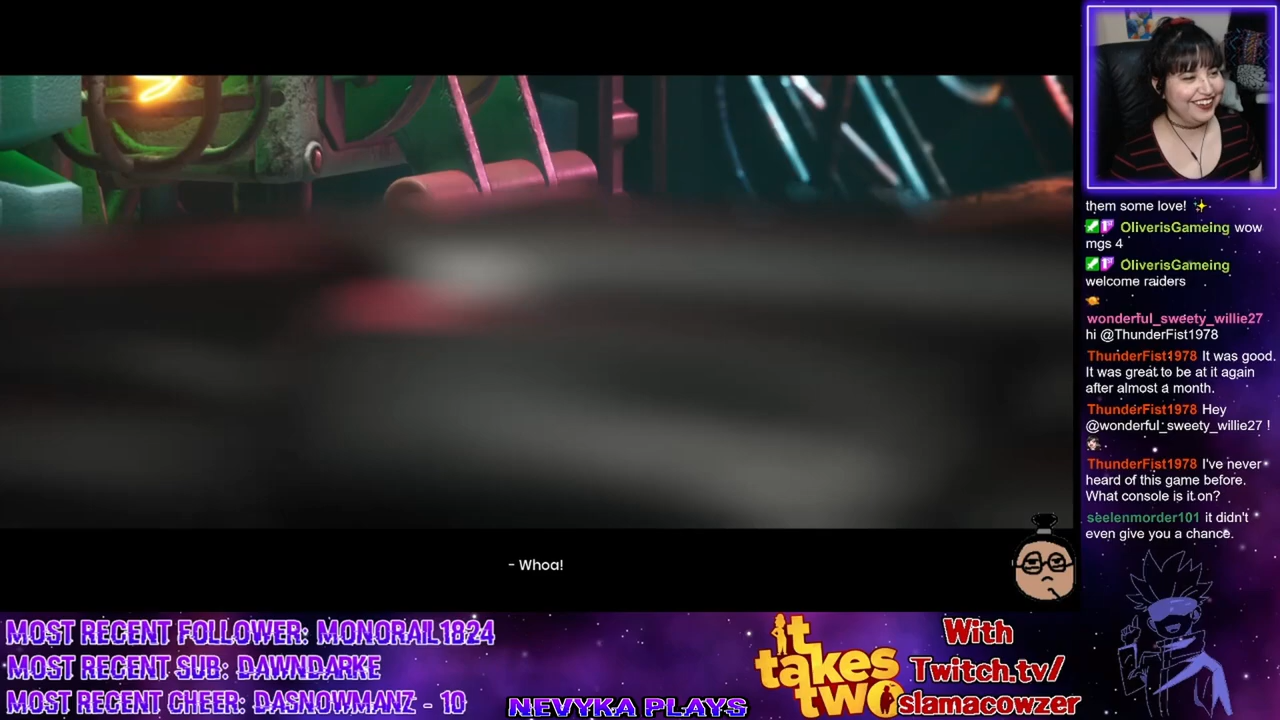 them some love! ✨
OliverisGameing wow
mgs 4
OliverisGameing
welcome raiders
wonderful_sweety_willie27
hi @ThunderFist1978
ThunderFist1978 It was good.
It was great to be at it again
after almost a month.
ThunderFist1978 Hey
@wonderful_sweety_willie27 !
ThunderFist1978 I've never
heard of this game before.
What console is it on?
seelenmorder101 it didn't
even give you a chance.
- Whoa!
MOST RECENT FOLLOWER: MONORAIL1824
MOST RECENT SUB: DAWNDARKE
MOST RECENT CHEER: DASNOWMANZ - 10
NEVYKA PLAYS
it
takes
two
With
Twitch.tv/
slamacowzer